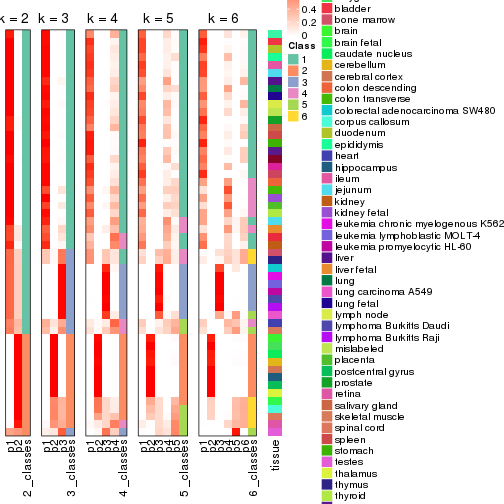 k = 2 k = 3 k = 4 k = 5 k = 6
0.4
0.2
0
Class
1
2
3
4
5
6
bladder
bone marrow
brain
brain fetal
caudate nucleus
cerebellum
cerebral cortex
colon descending
colon transverse
colorectal adenocarcinoma SW480
corpus callosum
duodenum
epididymis
heart
hippocampus
ileum
jejunum
kidney
kidney fetal
leukemia chronic myelogenous K562
leukemia lymphoblastic MOLT-4
leukemia promyelocytic HL-60
liver
liver fetal
lung
lung carcinoma A549
lung fetal
lymph node
lymphoma Burkitts Daudi
lymphoma Burkitts Raji
mislabeled
placenta
postcentral gyrus
prostate
retina
salivary gland
skeletal muscle
spinal cord
spleen
stomach
testes
thalamus
thymus
thyroid
p1
p2
2_classes
p1
p2
p3
3_classes
p1
p2
p3
p4
4_classes
p1
p2
p3
p4
p5
5_classes
p1
p2
p3
p4
p5
p6
6_classes
tissue